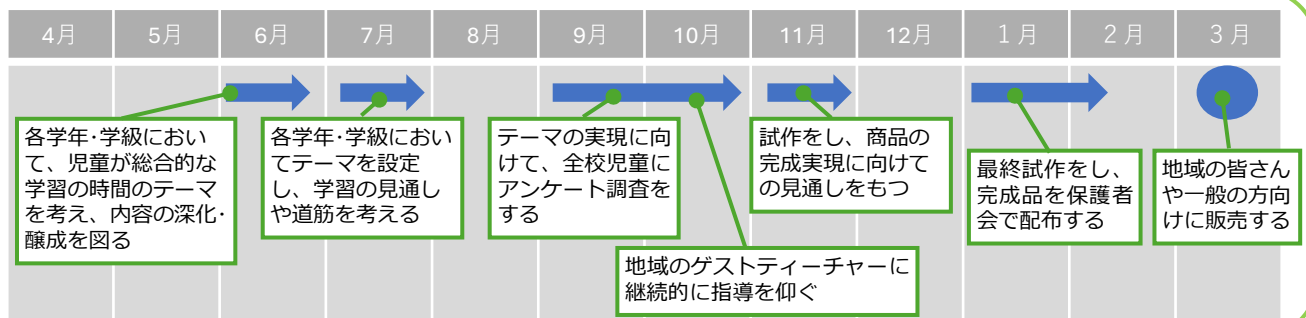 4月 5月 6月 7月 8月 9月 10月 11月 12月 1月 2月 3月
各学年・学級におい
て、児童が総合的な
学習の時間のテーマ
を考え、内容の深化・
醸成を図る
各学年・学級におい
てテーマを設定
し、学習の見通し
や道筋を考える
テーマの実現に向
けて、全校児童に
アンケート調査を
する
地域のゲストティーチャーに
継続的に指導を仰ぐ
試作をし、商品の
完成実現に向けて
の見通しをもつ
最終試作をし、
完成品を保護者
会で配布する
地域の皆さん
や一般の方向
けに販売する